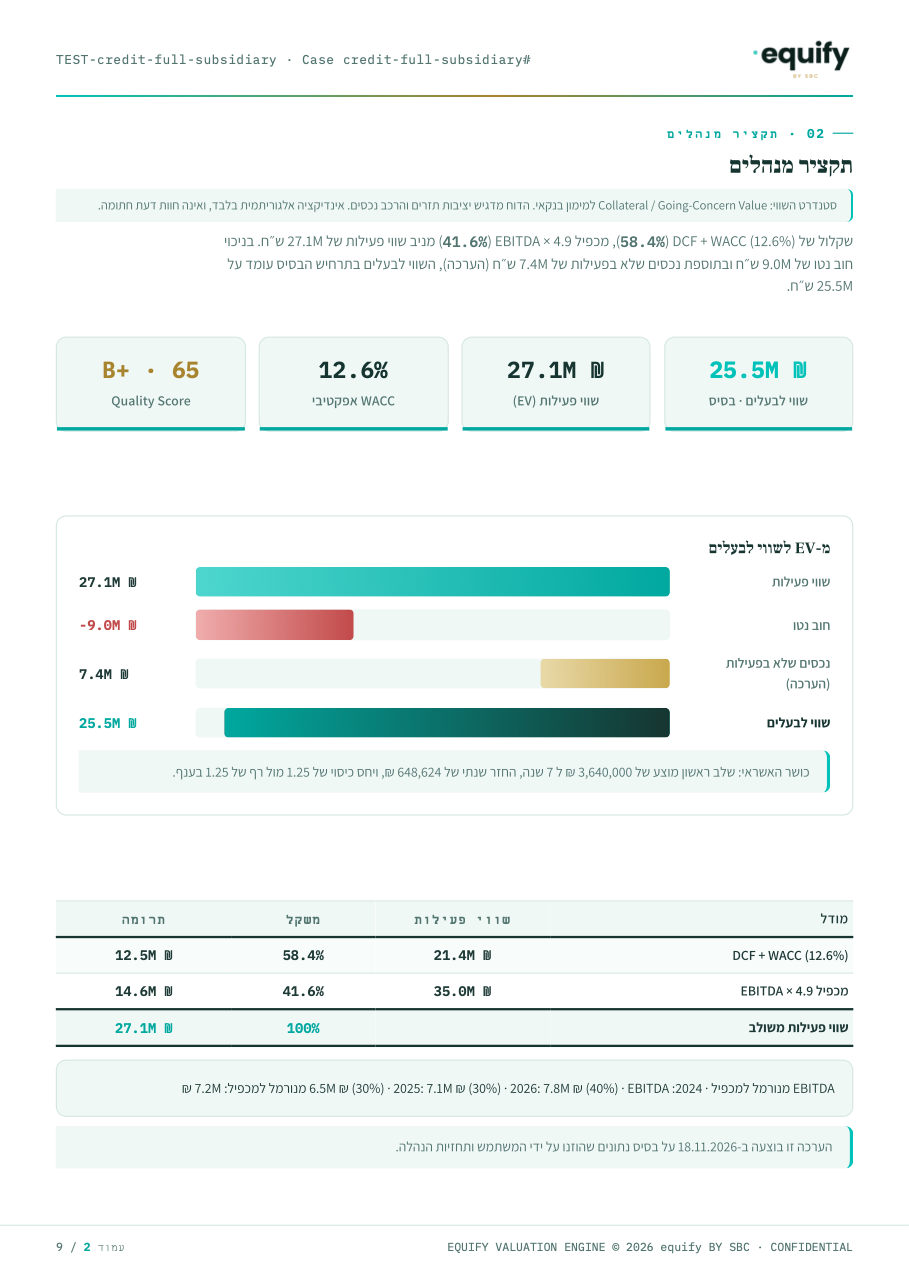 TEST-credit-full-subsidiary · Case credit-full-subsidiary#
equify
BY SBC
02 · תקציר מנהלים
תקציר מנהלים
סטנדרט השווי: Collateral / Going-Concern Value למימון בנקאי. הדוח מדגיש יציבות תזרים והרכב נכסים. אינדיקציה אלגוריתמית בלבד, ואינה חוות דעת חתומה.
שקלול של DCF + WACC (12.6%) (58.4%), מכפיל 4.9 × EBITDA (41.6%) מניב שווי פעילות של 27.1M ש״ח. בניכוי
חוב נטו של 9.0M ש״ח ובתוספת נכסים שלא בפעילות של 7.4M ש״ח (הערכה), השווי לבעלים בתרחיש הבסיס עומד על
25.5M ש״ח.
25.5M ₪
שווי לבעלים · בסיס
27.1M ₪
שווי פעילות (EV)
12.6%
WACC אפקטיבי
B+ · 65
Quality Score
מ-EV לשווי לבעלים
שווי פעילות 27.1M ₪
חוב נטו -9.0M ₪
נכסים שלא בפעילות
(הערכה) 7.4M ₪
שווי לבעלים 25.5M ₪
כושר האשראי: שלב ראשון מוצע של 3,640,000 ₪ ל 7 שנה, החזר שנתי של 648,624 ₪, ויחס כיסוי של 1.25 מול רף של 1.25 בענף.
מודל שווי פעילות משקל תרומה
DCF + WACC (12.6%) 21.4M ₪ 58.4% 12.5M ₪
מכפיל 4.9 × EBITDA 35.0M ₪ 41.6% 14.6M ₪
שווי פעילות משולב 100% 27.1M ₪
EBITDA מנורמל למכפיל · EBITDA :2024 · 2026: 7.8M ₪ (40%) · 2025: 7.1M ₪ (30%) · 6.5M ₪ (30%) מנורמל למכפיל: 7.2M ₪
הערכה זו בוצעה ב-18.11.2026 על בסיס נתונים שהוזנו על ידי המשתמש ותחזיות הנהלה.
EQUIFY VALUATION ENGINE © 2026 equify BY SBC · CONFIDENTIAL
עמוד 2 / 9